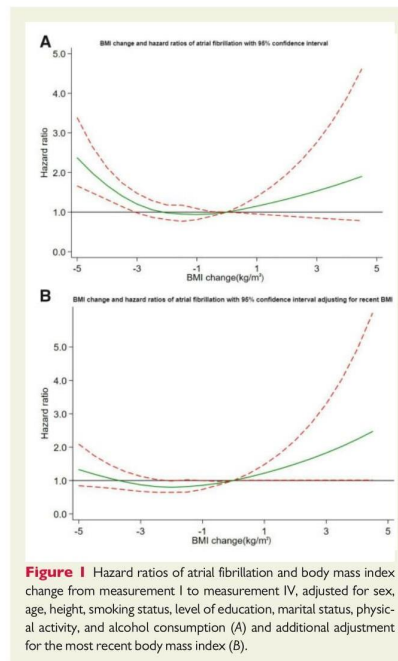 A
BMI change and hazard ratios of atrial fibrillation with 95% confidence interval
5.0
4.0
3.0
2.0
1.0
0.0
Hazard ratio
-5 -3 -1 1 3 5
BMI change(kg/m²)
B
BMI change and hazard ratios of atrial fibrillation with 95% confidence interval adjusting for recent BMI
5.0
4.0
3.0
2.0
1.0
0.0
Hazard ratio
-5 -3 -1 1 3 5
BMI change(kg/m²)
Figure 1 Hazard ratios of atrial fibrillation and body mass index
change from measurement I to measurement IV, adjusted for sex,
age, height, smoking status, level of education, marital status, physic-
al activity, and alcohol consumption (A) and additional adjustment
for the most recent body mass index (B).